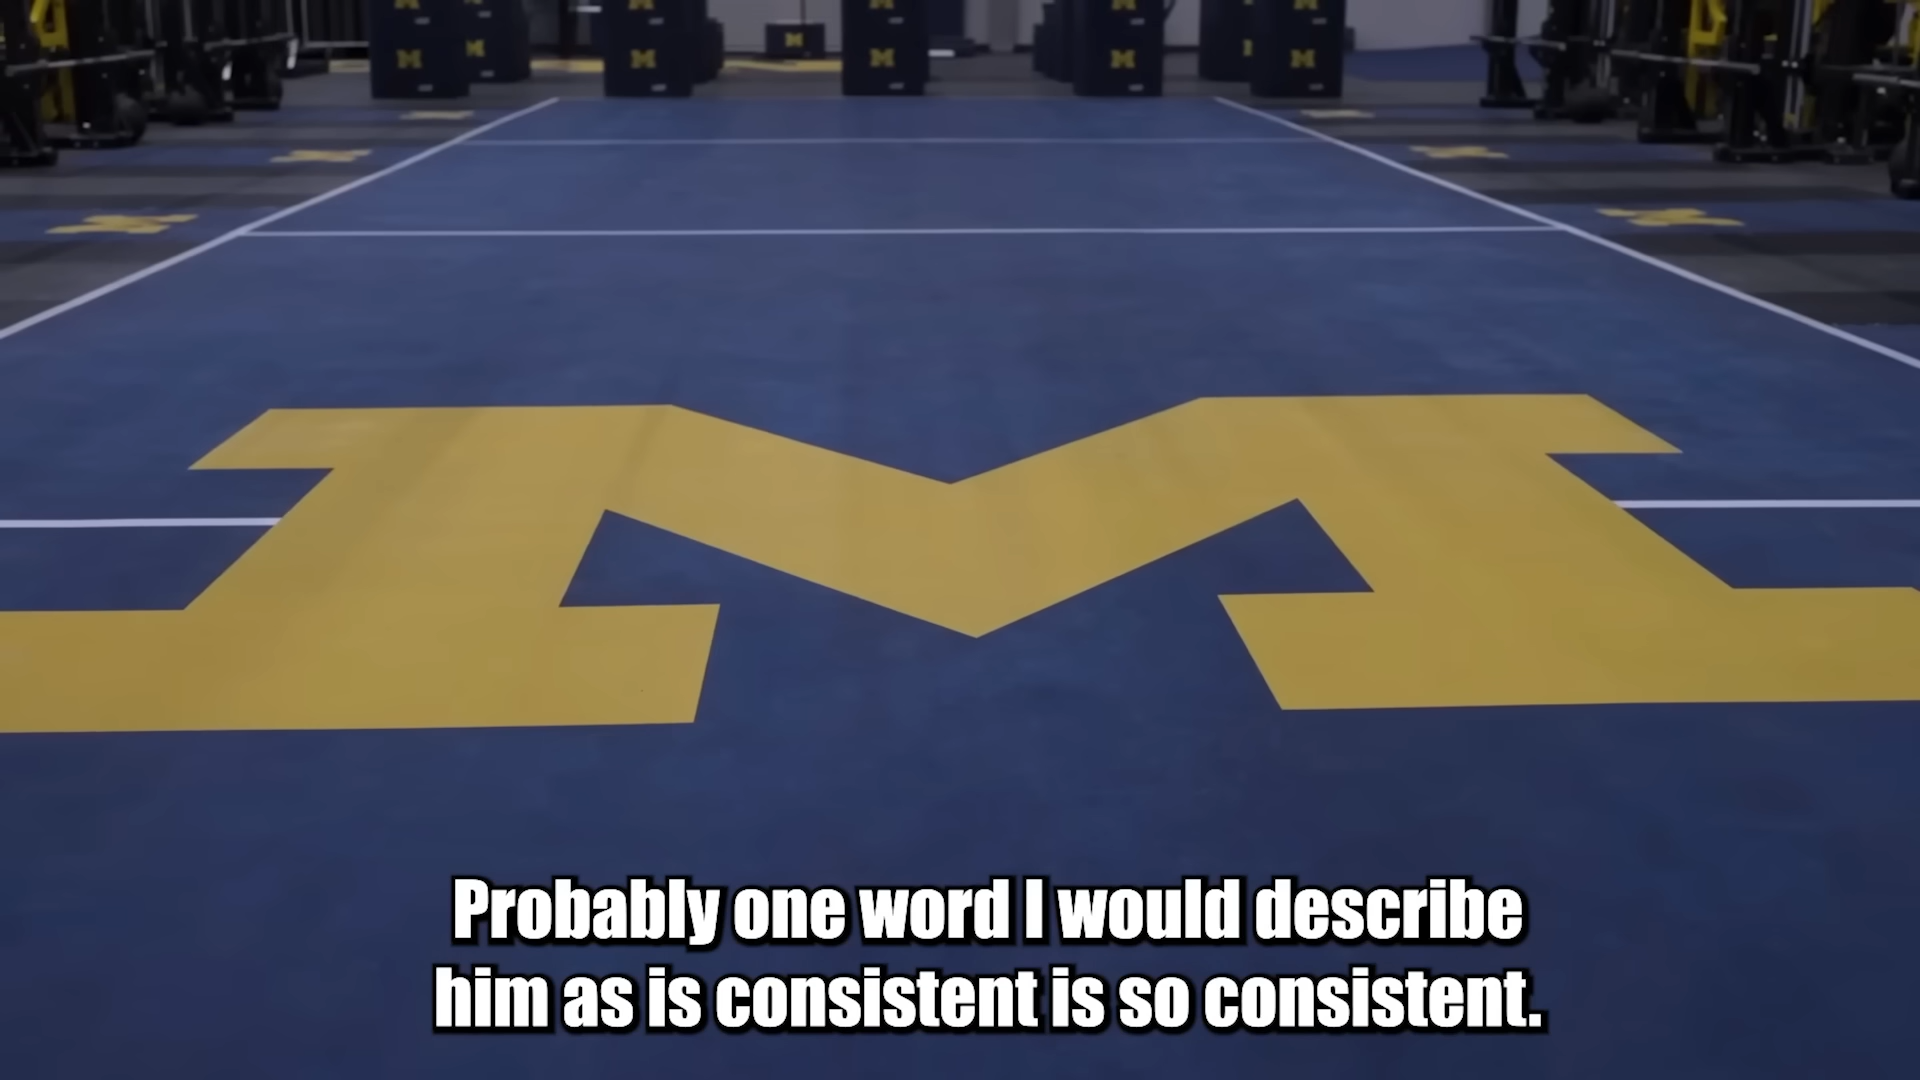 M M M M M
M M M M M M M
M
Probably one word I would describe
him as is consistent is so consistent.